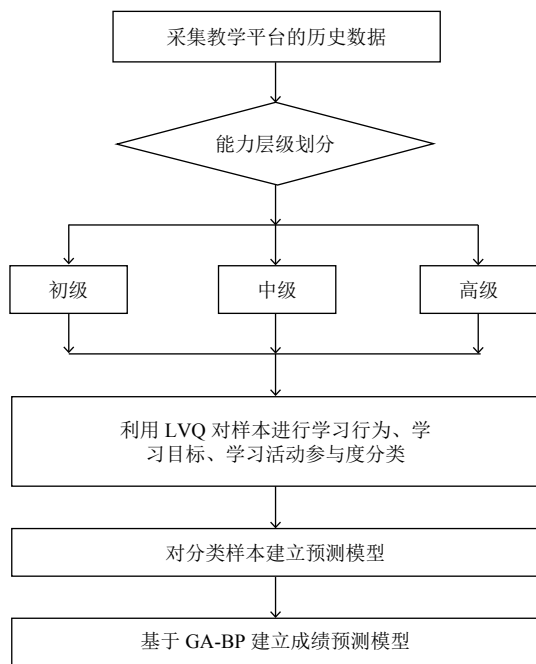 采集教学平台的历史数据
能力层级划分
初级
中级
高级
利用 LVQ 对样本进行学习行为、学
习目标、学习活动参与度分类
对分类样本建立预测模型
基于 GA-BP 建立成绩预测模型